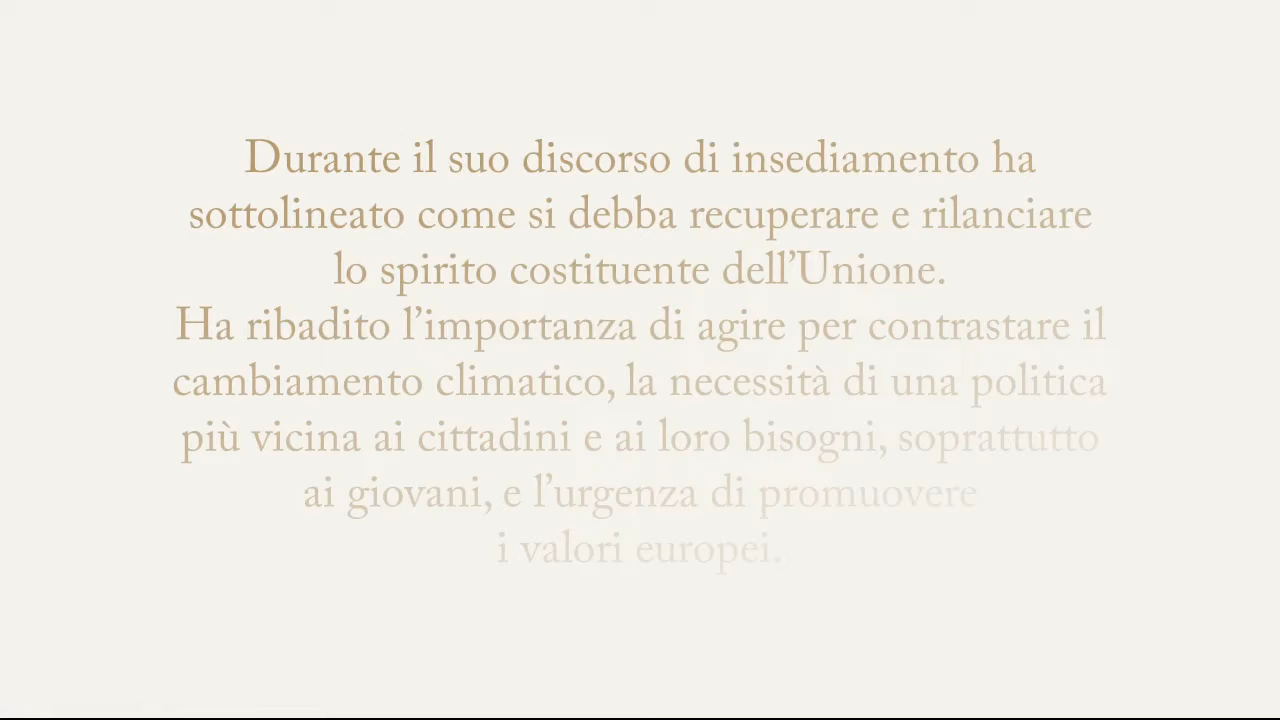 Durante il suo discorso di insediamento ha
sottolineato come si debba recuperare e rilanciare
lo spirito costituente dell’Unione.
Ha ribadito l’importanza di agire per contrastare il
cambiamento climatico, la necessità di una politica
più vicina ai cittadini e ai loro bisogni, soprattutto
ai giovani, e l’urgenza di promuovere
i valori europei.